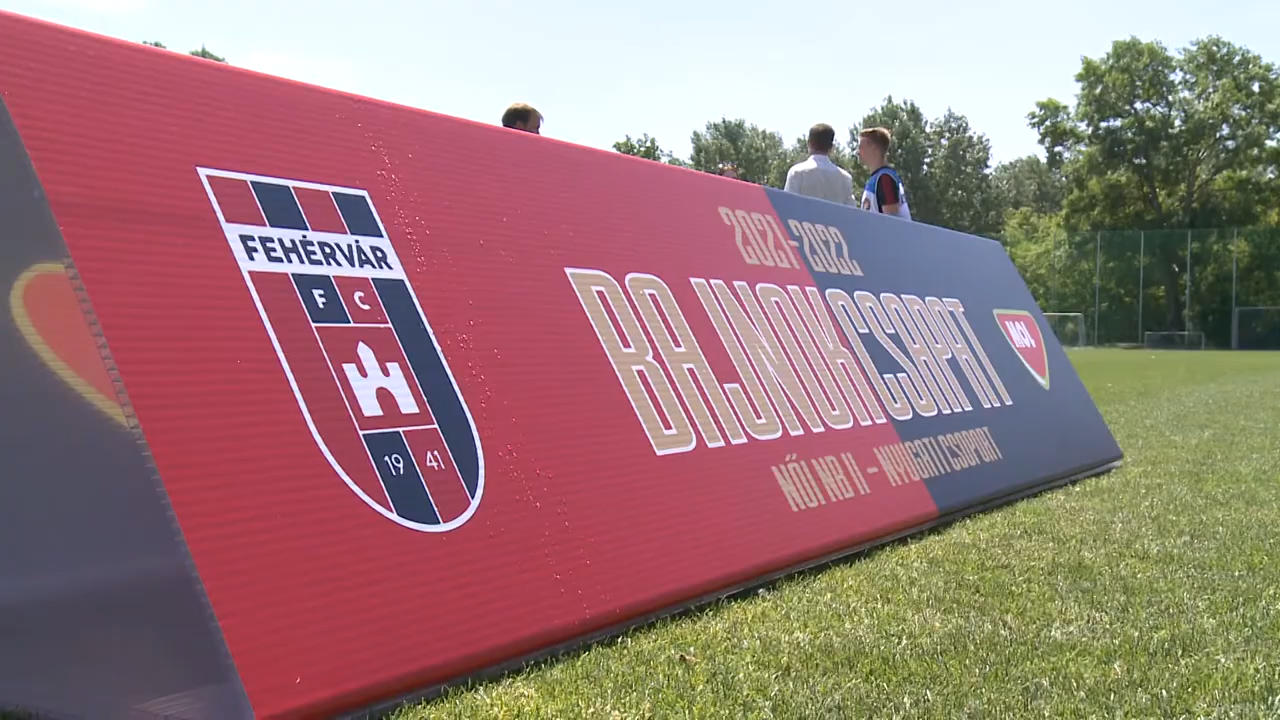 FEHÉRVÁR
F C
19 41
2021-2022
BAJNOKCSAPAT
NŐI NB II - NYUGATI CSOPORT
MOL